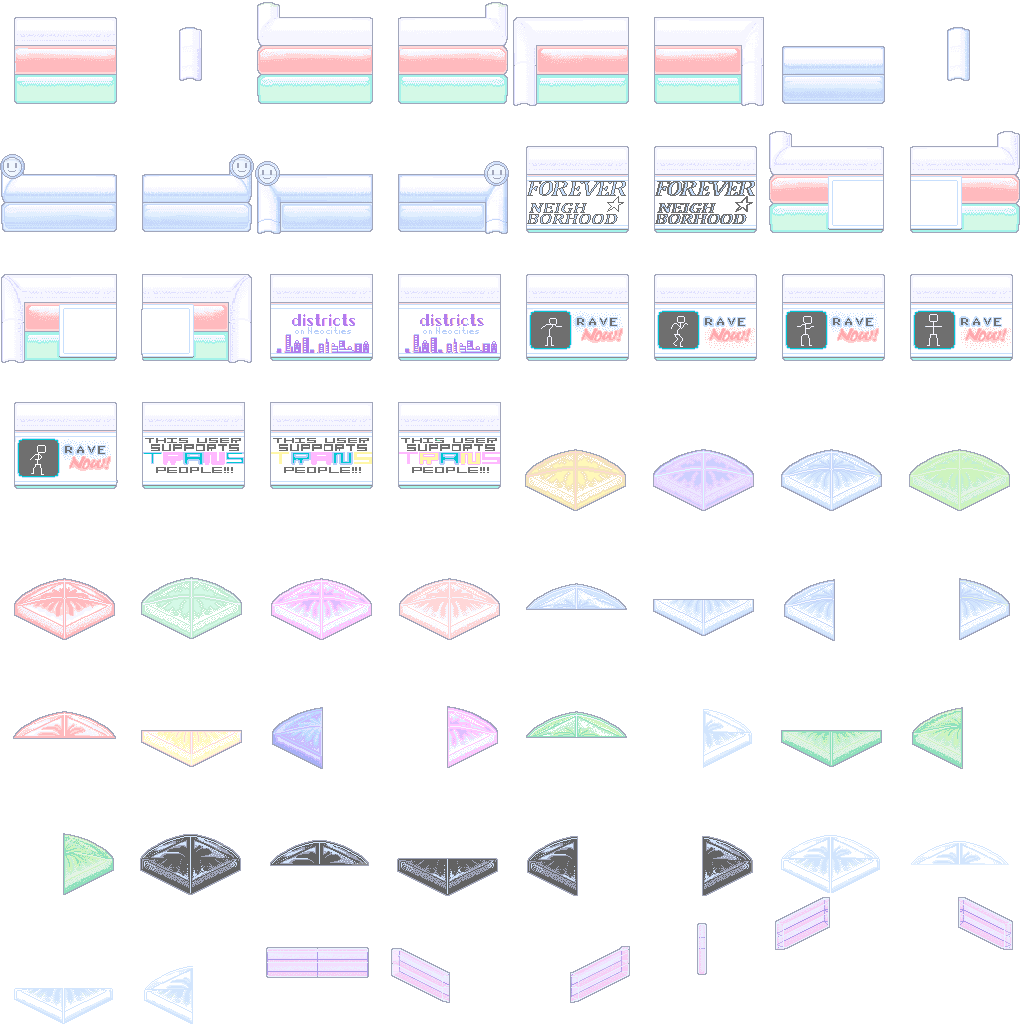 FOREVER
NEIGH
BORHOOD
FOREVER
NEIGH
BORHOOD
districts
on Neocities
districts
on Neocities
RAVE
Now!!
RAVE
Now!!
RAVE
Now!!
RAVE
Now!!
RAVE
Now!!
THIS USER
SUPPORTS
TRANS
PEOPLE!!!
THIS USER
SUPPORTS
TRANS
PEOPLE!!!
THIS USER
SUPPORTS
TRANS
PEOPLE!!!